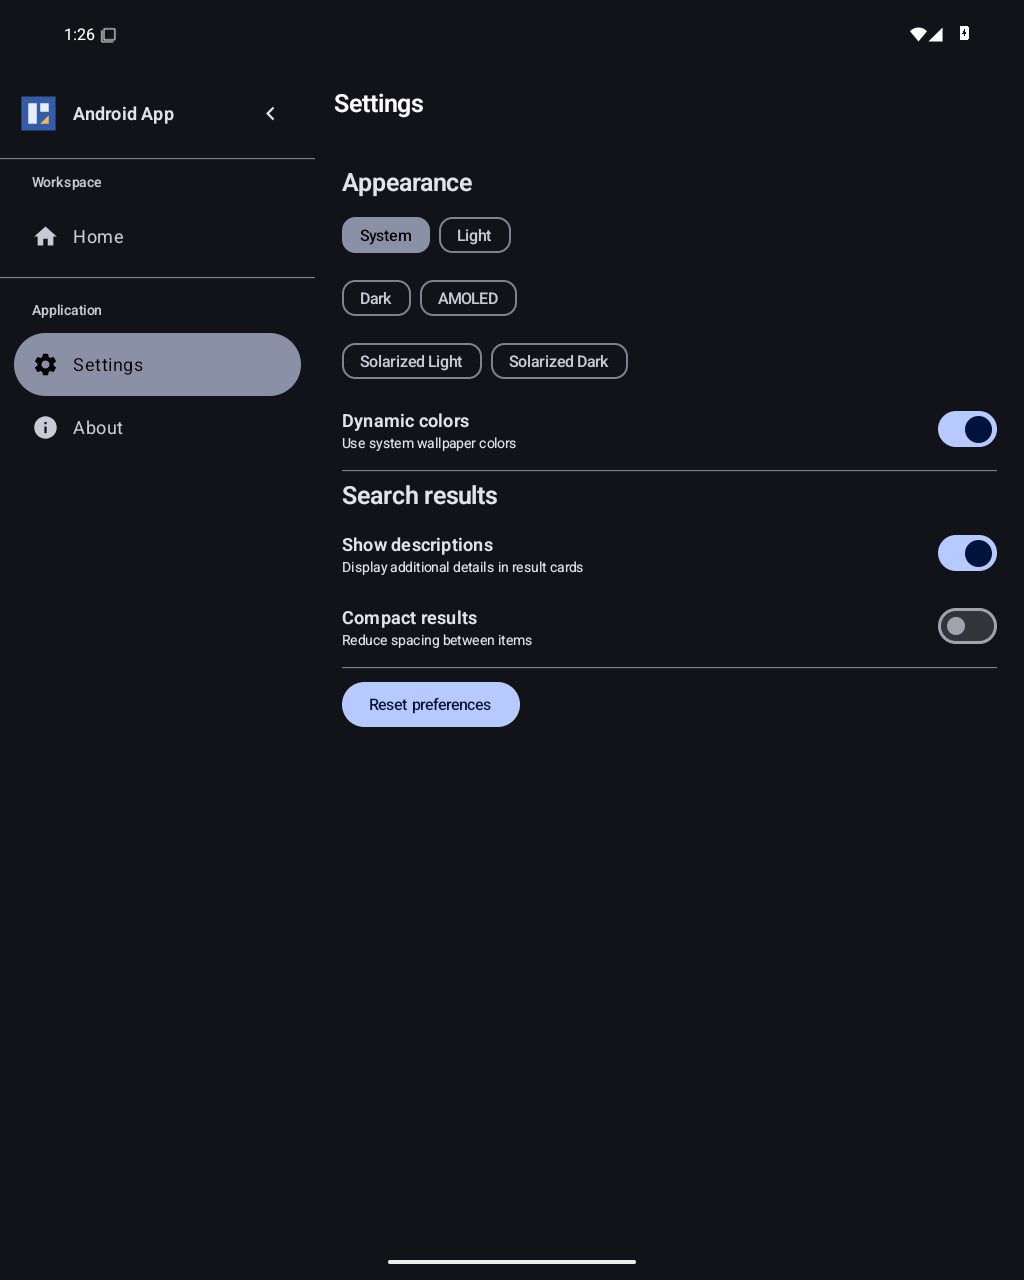 1:26
Android App
Workspace
Home
Application
Settings
About
Settings
Appearance
System
Light
Dark
AMOLED
Solarized Light
Solarized Dark
Dynamic colors
Use system wallpaper colors
Search results
Show descriptions
Display additional details in result cards
Compact results
Reduce spacing between items
Reset preferences